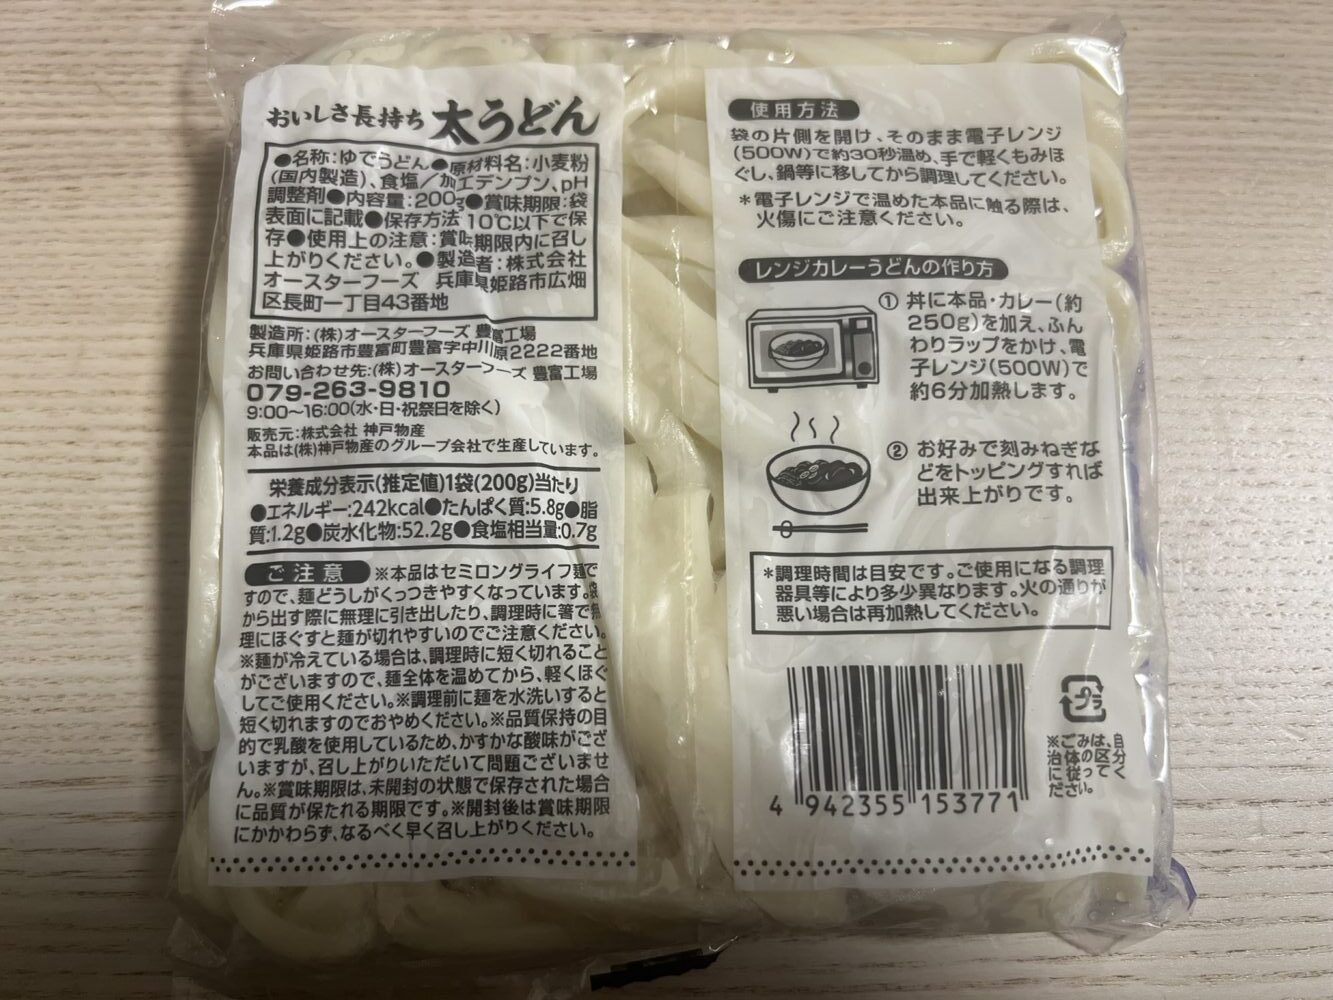 おいしさ長持ち 太うどん
●名称:ゆでうどん●原材料名:小麦粉
(国内製造)、食塩/加工デンプン、pH
調整剤●内容量:200g●賞味期限:袋
表面に記載●保存方法:10℃以下で保
存●使用上の注意:賞味期限内に召し
上がりください。●製造者:株式会社
オースターフーズ 兵庫県姫路市広畑
区長町一丁目43番地
製造所:(株)オースターフーズ 豊富工場
兵庫県姫路市豊富町豊富字中川原2222番地
お問い合わせ先:(株)オースターフーズ 豊富工場
079-263-9810
9:00〜16:00(水・日・祝祭日を除く)
販売元:株式会社 神戸物産
本品は(株)神戸物産のグループ会社で生産しています。
栄養成分表示(推定値)1袋(200g)当たり
●エネルギー:242kcal●たんぱく質:5.8g●脂
質:1.2g●炭水化物:52.2g●食塩相当量:0.7g
ご注意 ※本品はセミロングライフ麺で
すので、麺どうしがくっつきやすくなっています。袋
から出す際に無理に引き出したり、調理時に箸で無
理にほぐすと麺が切れやすいのでご注意ください。
※麺が冷えている場合は、調理時に短く切れること
がございますので、麺全体を温めてから、軽くほぐ
してご使用ください。※調理前に麺を水洗いすると
短く切れますのでおやめください。※品質保持の目
的で乳酸を使用しているため、かすかな酸味がござ
いますが、召し上がりいただいて問題ございませ
ん。※賞味期限は、未開封の状態で保存された場合
に品質が保たれる期限です。※開封後は賞味期限
にかかわらず、なるべく早く召し上がりください。
使用方法
袋の片側を開け、そのまま電子レンジ
(500W)で約30秒温め、手で軽くもみほ
ぐし、鍋等に移してから調理してください。
*電子レンジで温めた本品に触る際は、
火傷にご注意ください。
レンジカレーうどんの作り方
① 丼に本品・カレー(約
250g)を加え、ふん
わりラップをかけ、電
子レンジ(500W)で
約6分加熱します。
② お好みで刻みねぎな
どをトッピングすれば
出来上がりです。
*調理時間は目安です。ご使用になる調理
器具等により多少異なります。火の通りが
悪い場合は再加熱してください。
4 942355 153771
プラ
※ごみは、自
治体の区分
に従って
ださい。